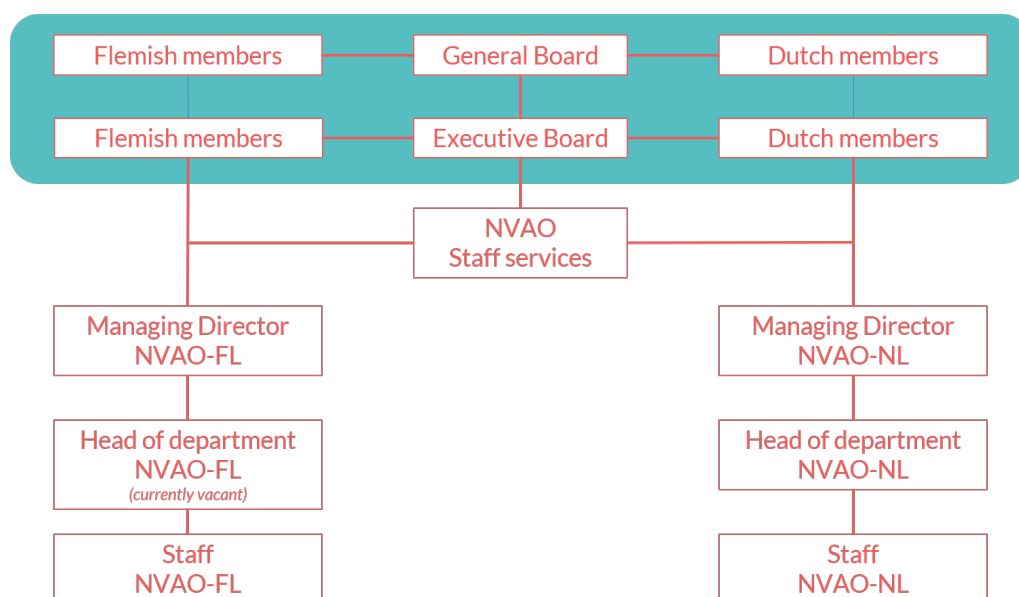 Flemish members
General Board
Dutch members
Flemish members
Executive Board
Dutch members
NVAO
Staff services
Managing Director
NVAO-FL
Managing Director
NVAO-NL
Head of department
NVAO-FL
(currently vacant)
Head of department
NVAO-NL
Staff
NVAO-FL
Staff
NVAO-NL